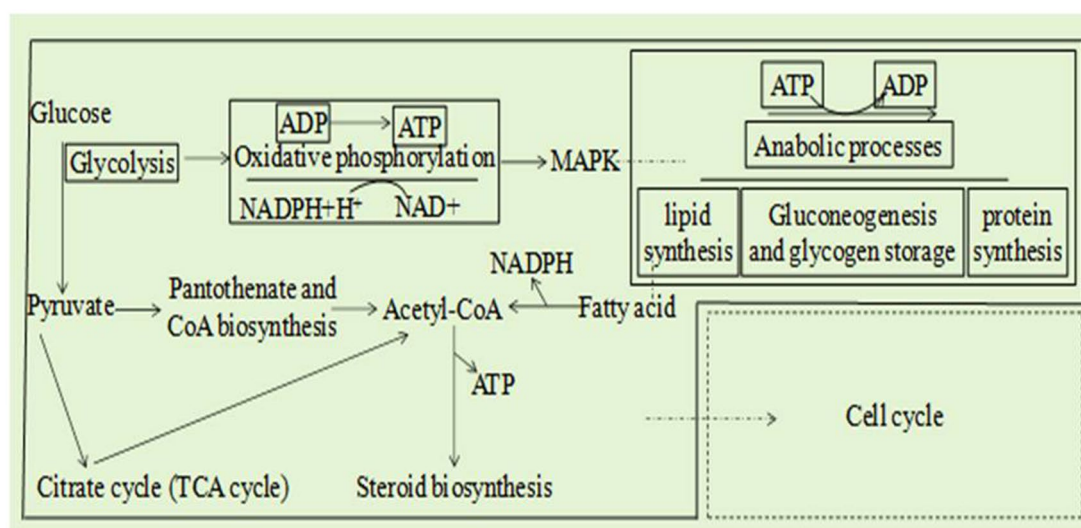 Glucose
Glycolysis
ADP
ATP
Oxidative phosphorylation
NADPH+H+
NAD+
MAPK
ATP
ADP
Anabolic processes
lipid
synthesis
Gluconeogenesis
and glycogen storage
protein
synthesis
NADPH
Pyruvate
Pantothenate and
CoA biosynthesis
Acetyl-CoA
Fatty acid
ATP
Cell cycle
Citrate cycle (TCA cycle)
Steroid biosynthesis